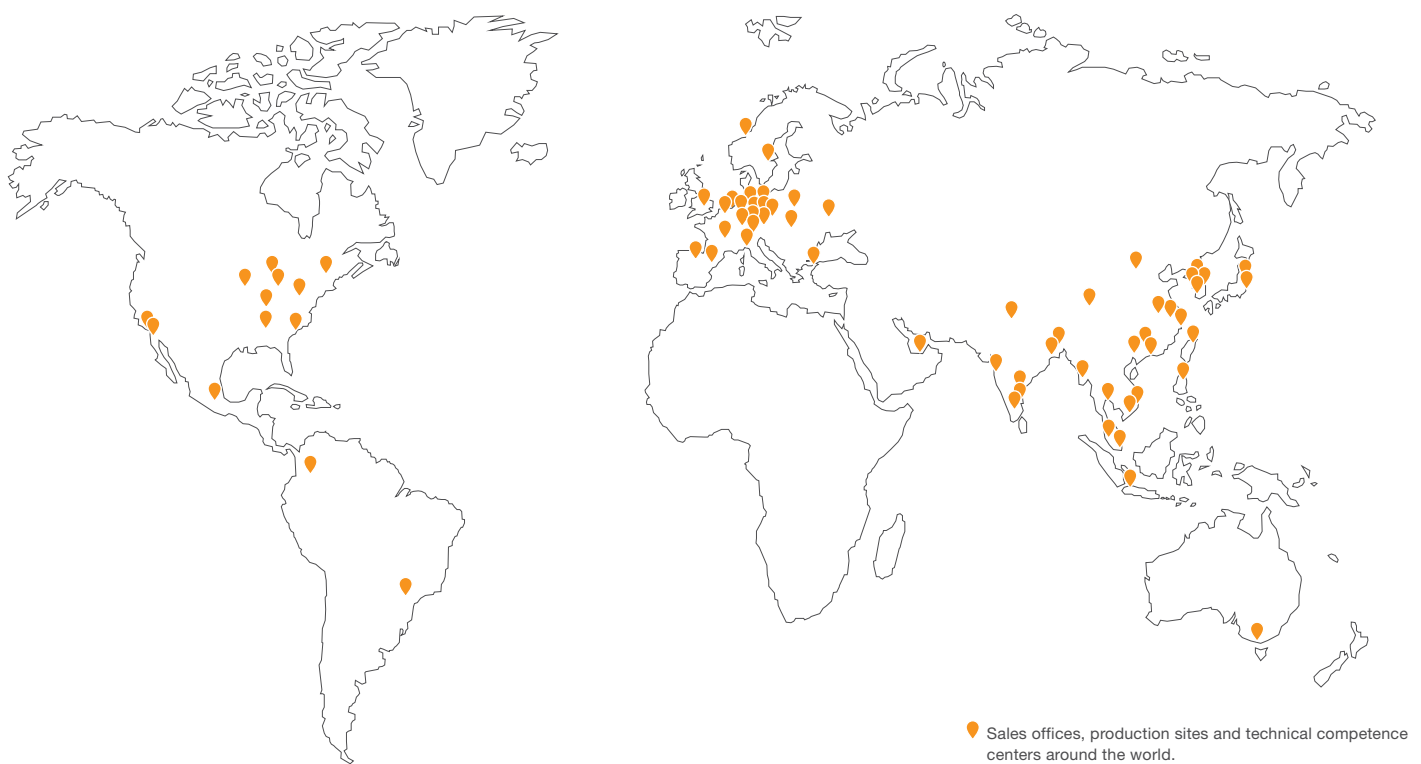 Sales offices, production sites and technical competence
centers around the world.